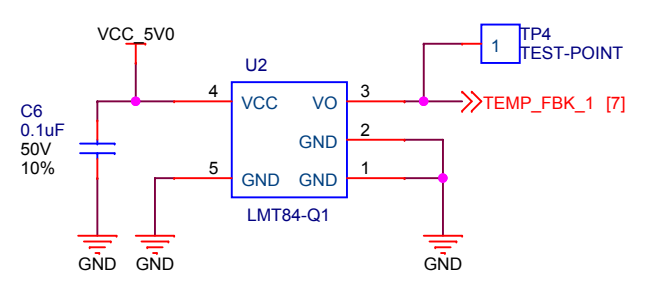 VCC_5V0
TP4
1
TEST-POINT
U2
4
VCC
VO
3
TEMP_FBK_1 [7]
C6
0.1uF
50V
10%
GND
2
5
GND
GND
1
LMT84-Q1
GND
GND
GND